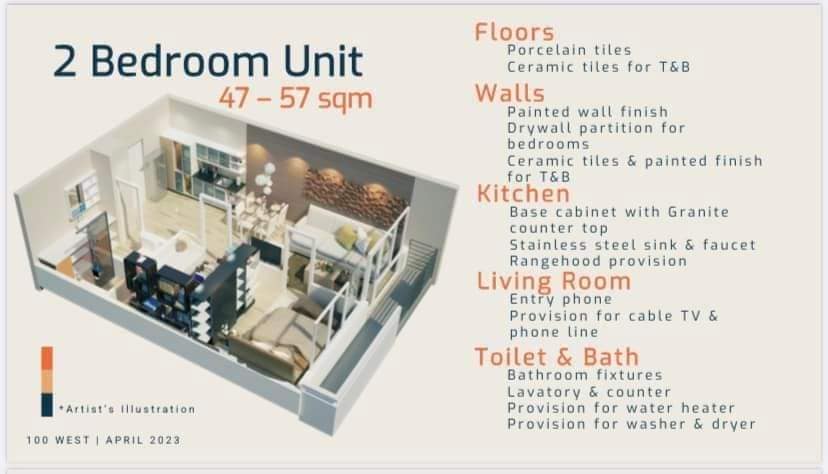 2 Bedroom Unit
47 – 57 sqm
Floors
Porcelain tiles
Ceramic tiles for T&B
Walls
Painted wall finish
Drywall partition for
bedrooms
Ceramic tiles & painted finish
for T&B
Kitchen
Base cabinet with Granite
counter top
Stainless steel sink & faucet
Rangehood provision
Living Room
Entry phone
Provision for cable TV &
phone line
Toilet & Bath
Bathroom fixtures
Lavatory & counter
Provision for water heater
Provision for washer & dryer
*Artist's Illustration
100 WEST | APRIL 2023